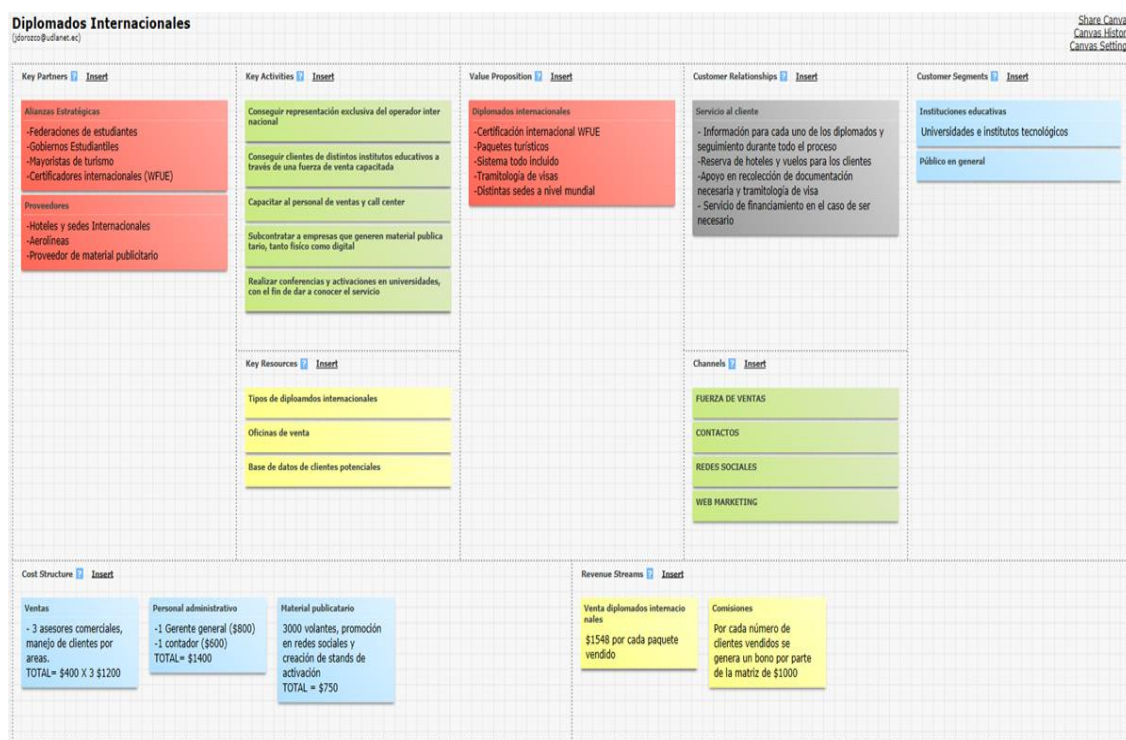 Diplomados Internacionales
(jdorozco@udlanet.ec)
Share Canva
Canvas Histor
Canvas Setting
Key Partners ? Insert
Alianzas Estratégicas
-Federaciones de estudiantes
-Gobiernos Estudiantiles
-Mayoristas de turismo
-Certificadores internacionales (WFUE)
Proveedores
-Hoteles y sedes Internacionales
-Aerolíneas
-Proveedor de material publicitario
Key Activities ? Insert
Conseguir representación exclusiva del operador inter
nacional
Conseguir clientes de distintos institutos educativos a
través de una fuerza de venta capacitada
Capacitar al personal de ventas y call center
Subcontratar a empresas que generen material publica
tario, tanto físico como digital
Realizar conferencias y activaciones en universidades,
con el fin de dar a conocer el servicio
Key Resources ? Insert
Tipos de diploamdos internacionales
Oficinas de venta
Base de datos de clientes potenciales
Value Proposition ? Insert
Diplomados internacionales
-Certificación internacional WFUE
-Paquetes turísticos
-Sistema todo incluido
-Tramitología de visas
-Distintas sedes a nivel mundial
Customer Relationships ? Insert
Servicio al cliente
- Información para cada uno de los diplomados y
seguimiento durante todo el proceso
-Reserva de hoteles y vuelos para los clientes
-Apoyo en recolección de documentación
necesaria y tramitología de visa
- Servicio de financiamiento en el caso de ser
necesario
Channels ? Insert
FUERZA DE VENTAS
CONTACTOS
REDES SOCIALES
WEB MARKETING
Customer Segments ? Insert
Instituciones educativas
Universidades e institutos tecnológicos
Público en general
Cost Structure ? Insert
Ventas
- 3 asesores comerciales,
manejo de clientes por
areas.
TOTAL= $400 X 3 $1200
Personal administrativo
-1 Gerente general ($800)
-1 contador ($600)
TOTAL= $1400
Material publicatario
3000 volantes, promoción
en redes sociales y
creación de stands de
activación
TOTAL = $750
Revenue Streams ? Insert
Venta diplomados internacio
nales
$1548 por cada paquete
vendido
Comisiones
Por cada número de
clientes vendidos se
genera un bono por parte
de la matriz de $1000